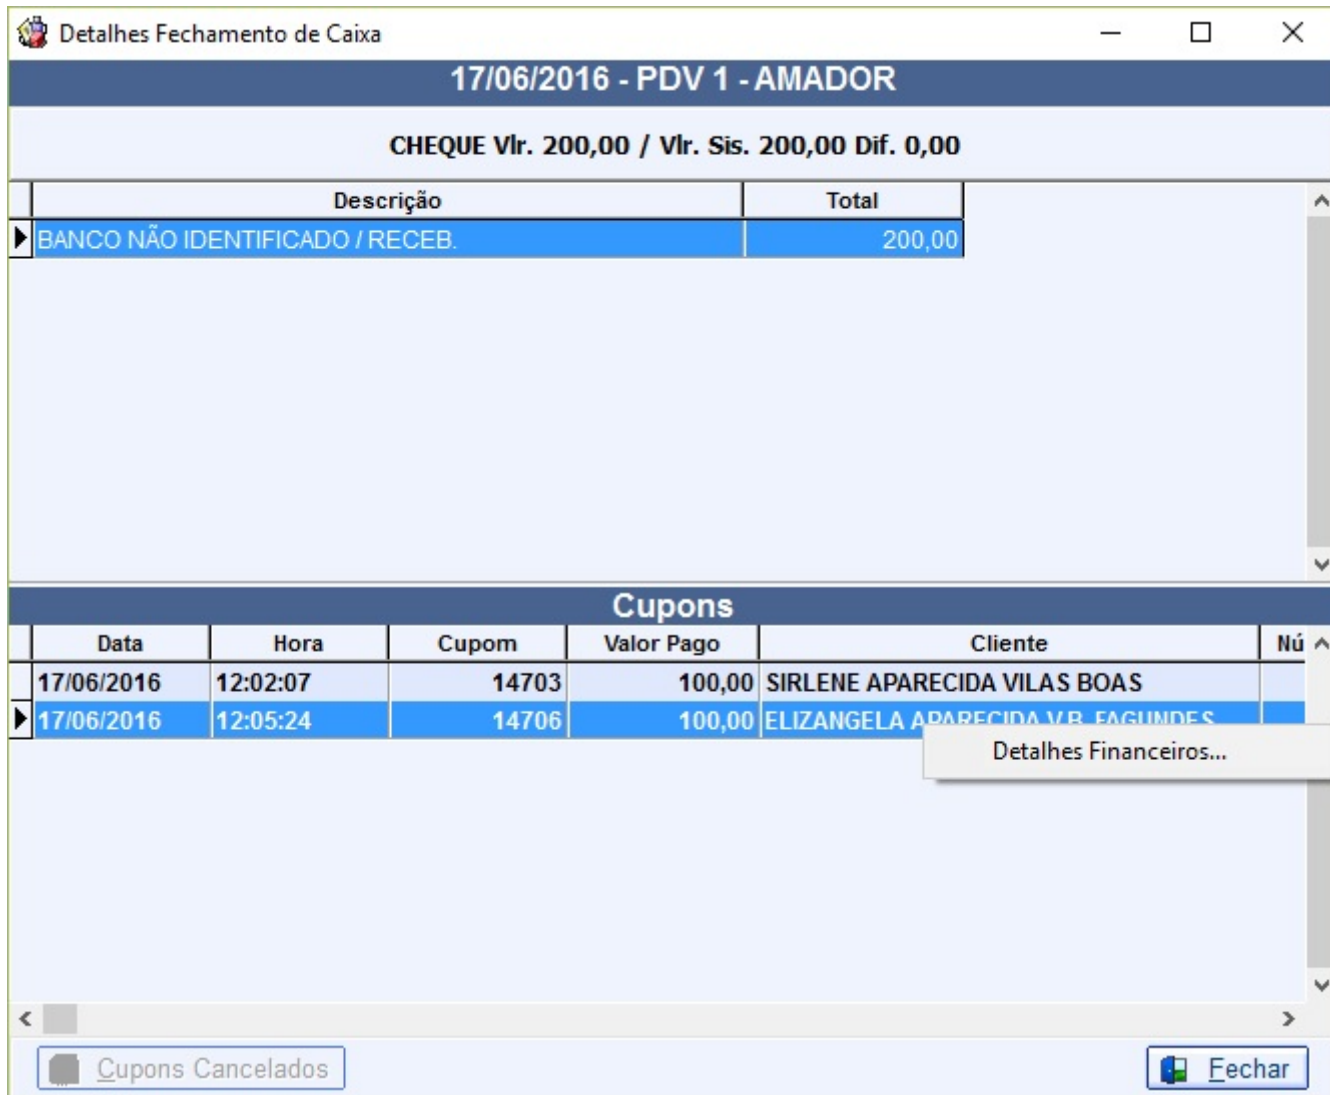 Detalhes Fechamento de Caixa
17/06/2016 - PDV 1 - AMADOR
CHEQUE Vlr. 200,00 / Vlr. Sis. 200,00 Dif. 0,00
Descrição Total
BANCO NÃO IDENTIFICADO / RECEB. 200,00
Cupons
Data Hora Cupom Valor Pago Cliente Nú
17/06/2016 12:02:07 14703 100,00 SIRLENE APARECIDA VILAS BOAS
17/06/2016 12:05:24 14706 100,00 ELIZANGELA APARECIDA V.B. FAGUNDES
Detalhes Financeiros...
Cupons Cancelados Fechar